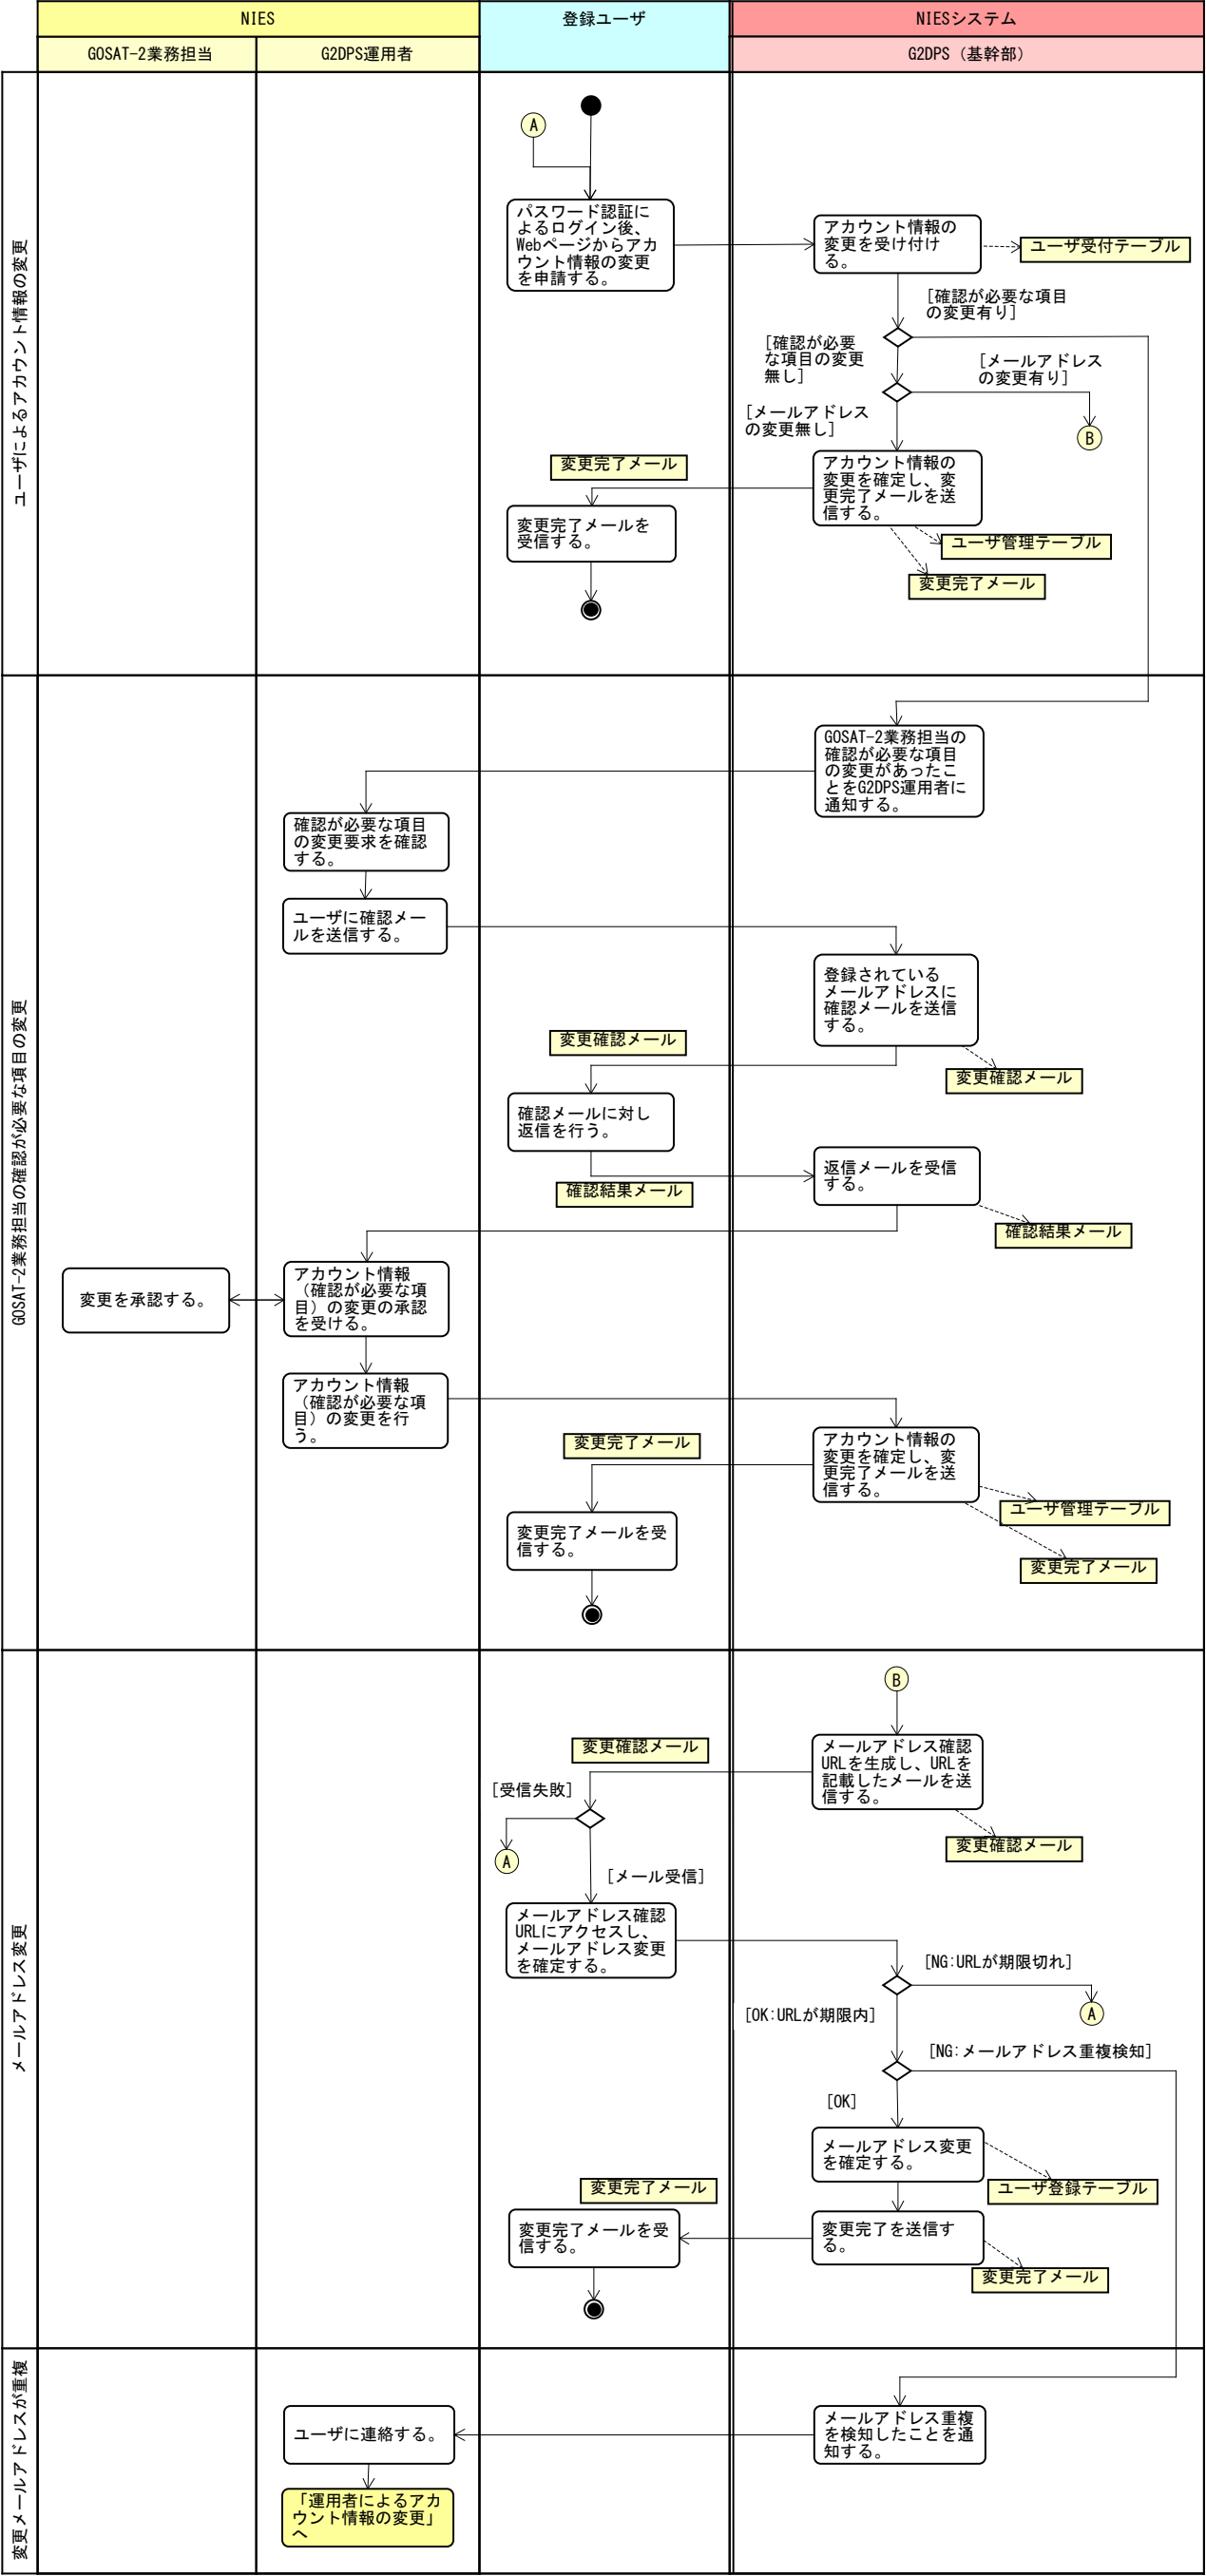 NIES
登録ユーザ
NIESシステム
GOSAT-2業務担当
G2DPS運用者
G2DPS（基幹部）
ユーザによるアカウント情報の変更
A
パスワード認証に
よるログイン後、
Webページからアカ
ウント情報の変更
を申請する。
アカウント情報の
変更を受け付け
る。
ユーザ受付テーブル
[確認が必要な項目
の変更有り]
[確認が必要
な項目の変更
無し]
[メールアドレス
の変更有り]
[メールアドレス
の変更無し]
B
変更完了メール
アカウント情報の
変更を確定し、変
更完了メールを送
信する。
変更完了メールを
受信する。
ユーザ管理テーブル
変更完了メール
GOSAT-2業務担当の確認が必要な項目の変更
GOSAT-2業務担当の
確認が必要な項目
の変更があったこ
とをG2DPS運用者に
通知する。
確認が必要な項目
の変更要求を確認
する。
ユーザに確認メー
ルを送信する。
登録されている
メールアドレスに
確認メールを送信
する。
変更確認メール
変更確認メール
確認メールに対し
返信を行う。
返信メールを受信
する。
確認結果メール
確認結果メール
変更を承認する。
アカウント情報
（確認が必要な項
目）の変更の承認
を受ける。
アカウント情報
（確認が必要な項
目）の変更を行
う。
変更完了メール
アカウント情報の
変更を確定し、変
更完了メールを送
信する。
ユーザ管理テーブル
変更完了メールを受
信する。
変更完了メール
メールアドレス変更
B
変更確認メール
メールアドレス確認
URLを生成し、URLを
記載したメールを送
信する。
[受信失敗]
変更確認メール
A
[メール受信]
メールアドレス確認
URLにアクセスし、
メールアドレス変更
を確定する。
[NG:URLが期限切れ]
[OK:URLが期限内]
A
[NG:メールアドレス重複検知]
[OK]
メールアドレス変更
を確定する。
ユーザ登録テーブル
変更完了メール
変更完了メールを受
信する。
変更完了を送信す
る。
変更完了メール
変更メールアドレスが重複
ユーザに連絡する。
メールアドレス重複
を検知したことを通
知する。
「運用者によるアカ
ウント情報の変更」
へ